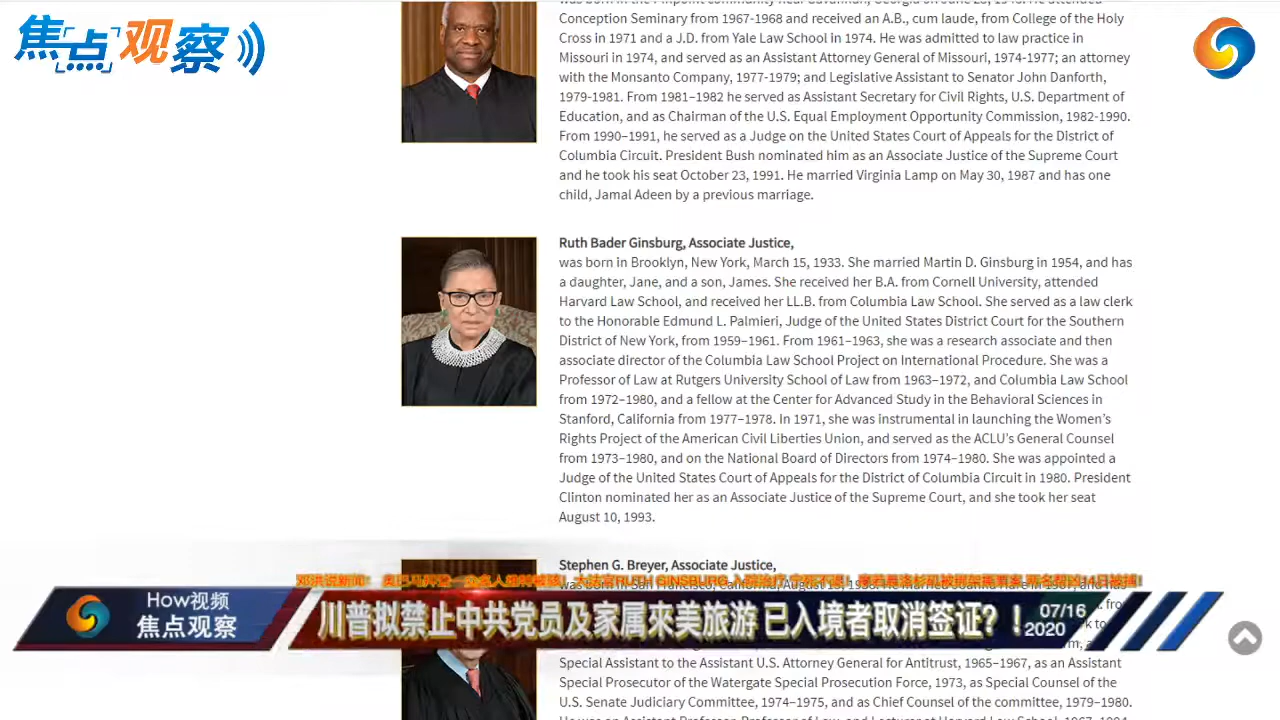 焦点观察
was born in the Pinpoint community near Savannah, Georgia on June 23, 1948. He attended
Conception Seminary from 1967-1968 and received an A.B., cum laude, from College of the Holy
Cross in 1971 and a J.D. from Yale Law School in 1974. He was admitted to law practice in
Missouri in 1974, and served as an Assistant Attorney General of Missouri, 1974-1977; an attorney
with the Monsanto Company, 1977-1979; and Legislative Assistant to Senator John Danforth,
1979-1981. From 1981–1982 he served as Assistant Secretary for Civil Rights, U.S. Department of
Education, and as Chairman of the U.S. Equal Employment Opportunity Commission, 1982-1990.
From 1990–1991, he served as a Judge on the United States Court of Appeals for the District of
Columbia Circuit. President Bush nominated him as an Associate Justice of the Supreme Court
and he took his seat October 23, 1991. He married Virginia Lamp on May 30, 1987 and has one
child, Jamal Adeen by a previous marriage.
Ruth Bader Ginsburg, Associate Justice,
was born in Brooklyn, New York, March 15, 1933. She married Martin D. Ginsburg in 1954, and has
a daughter, Jane, and a son, James. She received her B.A. from Cornell University, attended
Harvard Law School, and received her LL.B. from Columbia Law School. She served as a law clerk
to the Honorable Edmund L. Palmieri, Judge of the United States District Court for the Southern
District of New York, from 1959–1961. From 1961–1963, she was a research associate and then
associate director of the Columbia Law School Project on International Procedure. She was a
Professor of Law at Rutgers University School of Law from 1963–1972, and Columbia Law School
from 1972–1980, and a fellow at the Center for Advanced Study in the Behavioral Sciences in
Stanford, California from 1977–1978. In 1971, she was instrumental in launching the Women's
Rights Project of the American Civil Liberties Union, and served as the ACLU's General Counsel
from 1973–1980, and on the National Board of Directors from 1974–1980. She was appointed a
Judge of the United States Court of Appeals for the District of Columbia Circuit in 1980. President
Clinton nominated her as an Associate Justice of the Supreme Court, and she took her seat
August 10, 1993.
Stephen G. Breyer, Associate Justice,
How视频
焦点观察
川普拟禁止中共党员及家属來美旅游 已入境者取消签证？！
07/16
2020
Special Assistant to the Assistant U.S. Attorney General for Antitrust, 1965–1967, as an Assistant
Special Prosecutor of the Watergate Special Prosecution Force, 1973, as Special Counsel of the
U.S. Senate Judiciary Committee, 1974–1975, and as Chief Counsel of the committee, 1979–1980.